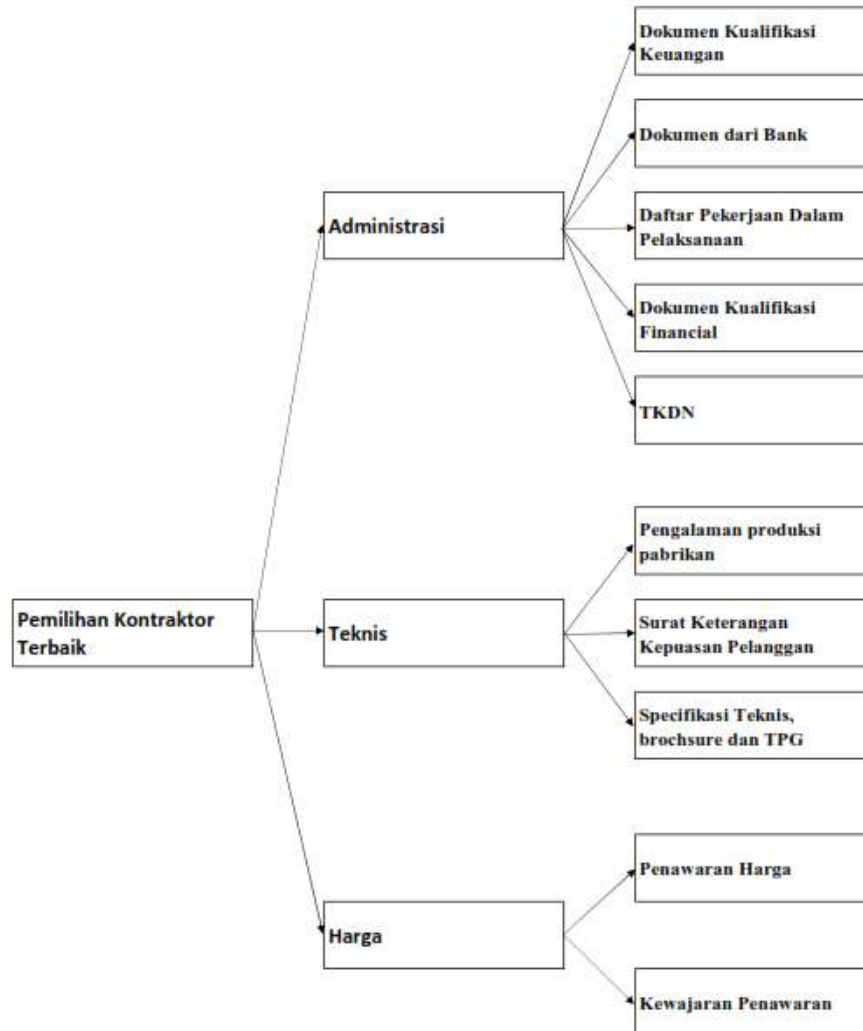 Dokumen Kualifikasi
Keuangan
Dokumen dari Bank
Administrasi
Daftar Pekerjaan Dalam
Pelaksanaan
Dokumen Kualifikasi
Financial
TKDN
Pengalaman produksi
pabrikan
Pemilihan Kontraktor
Terbaik
Teknis
Surat Keterangan
Kepuasan Pelanggan
Specifikasi Teknis,
brochsure dan TPG
Penawaran Harga
Harga
Kewajaran Penawaran